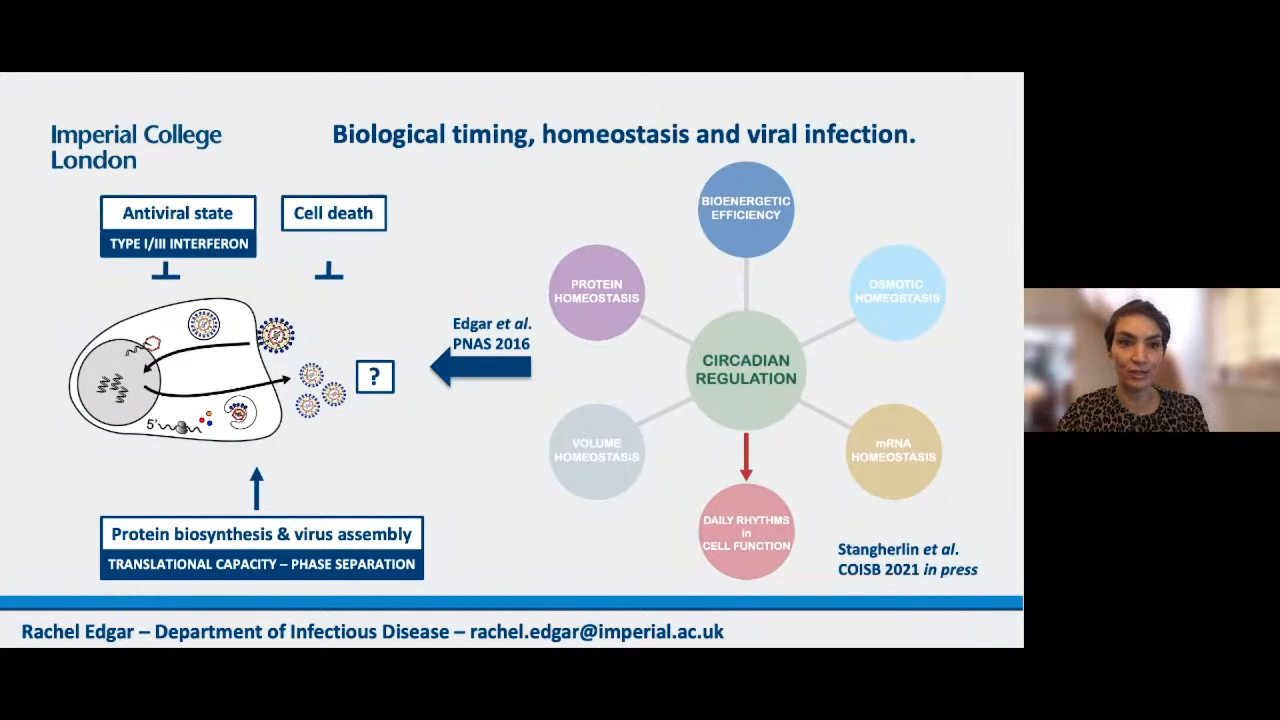 Imperial College
London
Biological timing, homeostasis and viral infection.
Antiviral state
TYPE I/III INTERFERON
Cell death
Edgar et al.
PNAS 2016
?
5'
Protein biosynthesis & virus assembly
TRANSLATIONAL CAPACITY – PHASE SEPARATION
BIOENERGETIC
EFFICIENCY
PROTEIN
HOMEOSTASIS
OSMOTIC
HOMEOSTASIS
CIRCADIAN
REGULATION
VOLUME
HOMEOSTASIS
mRNA
HOMEOSTASIS
DAILY RHYTHMS
in
CELL FUNCTION
Stangherlin et al.
COISB 2021 in press
Rachel Edgar – Department of Infectious Disease – rachel.edgar@imperial.ac.uk